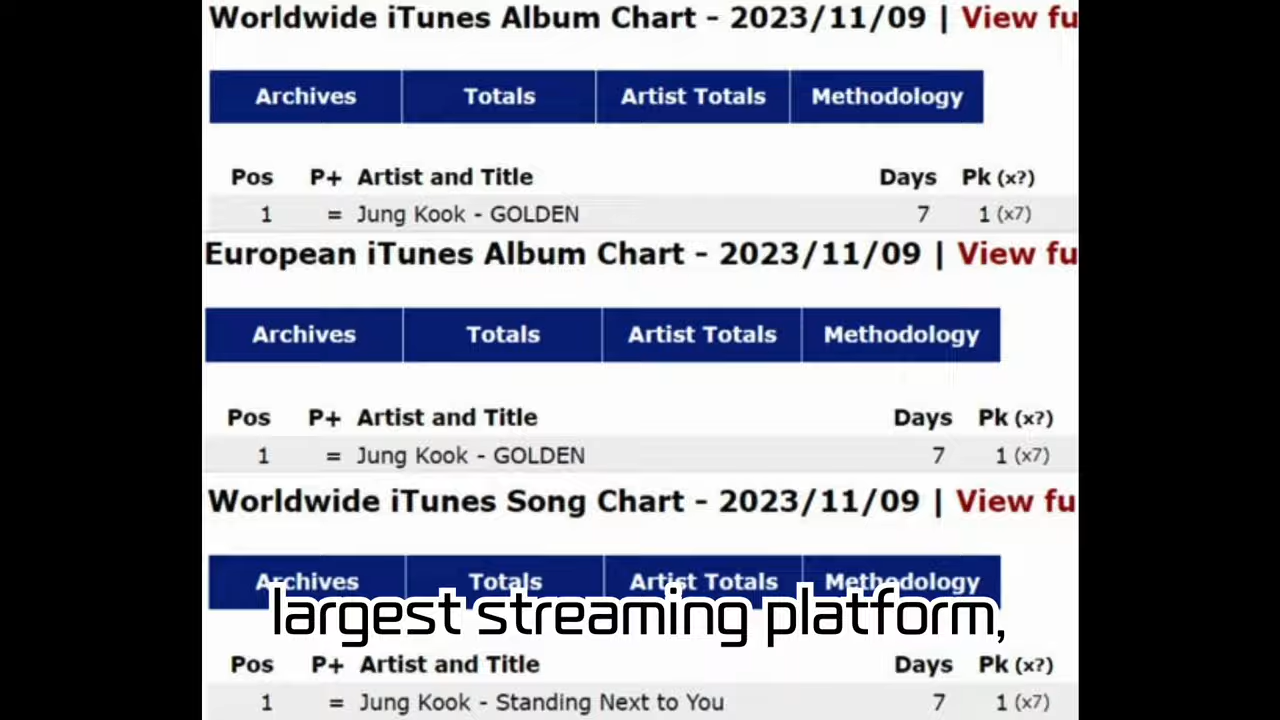 Worldwide iTunes Album Chart - 2023/11/09 | View fu
Archives Totals Artist Totals Methodology
Pos P+ Artist and Title Days Pk (x?)
1 = Jung Kook - GOLDEN 7 1 (x7)
European iTunes Album Chart - 2023/11/09 | View fu
Archives Totals Artist Totals Methodology
Pos P+ Artist and Title Days Pk (x?)
1 = Jung Kook - GOLDEN 7 1 (x7)
Worldwide iTunes Song Chart - 2023/11/09 | View fu
Archives Totals Artist Totals Methodology
largest streaming platform,
Pos P+ Artist and Title Days Pk (x?)
1 = Jung Kook - Standing Next to You 7 1 (x7)